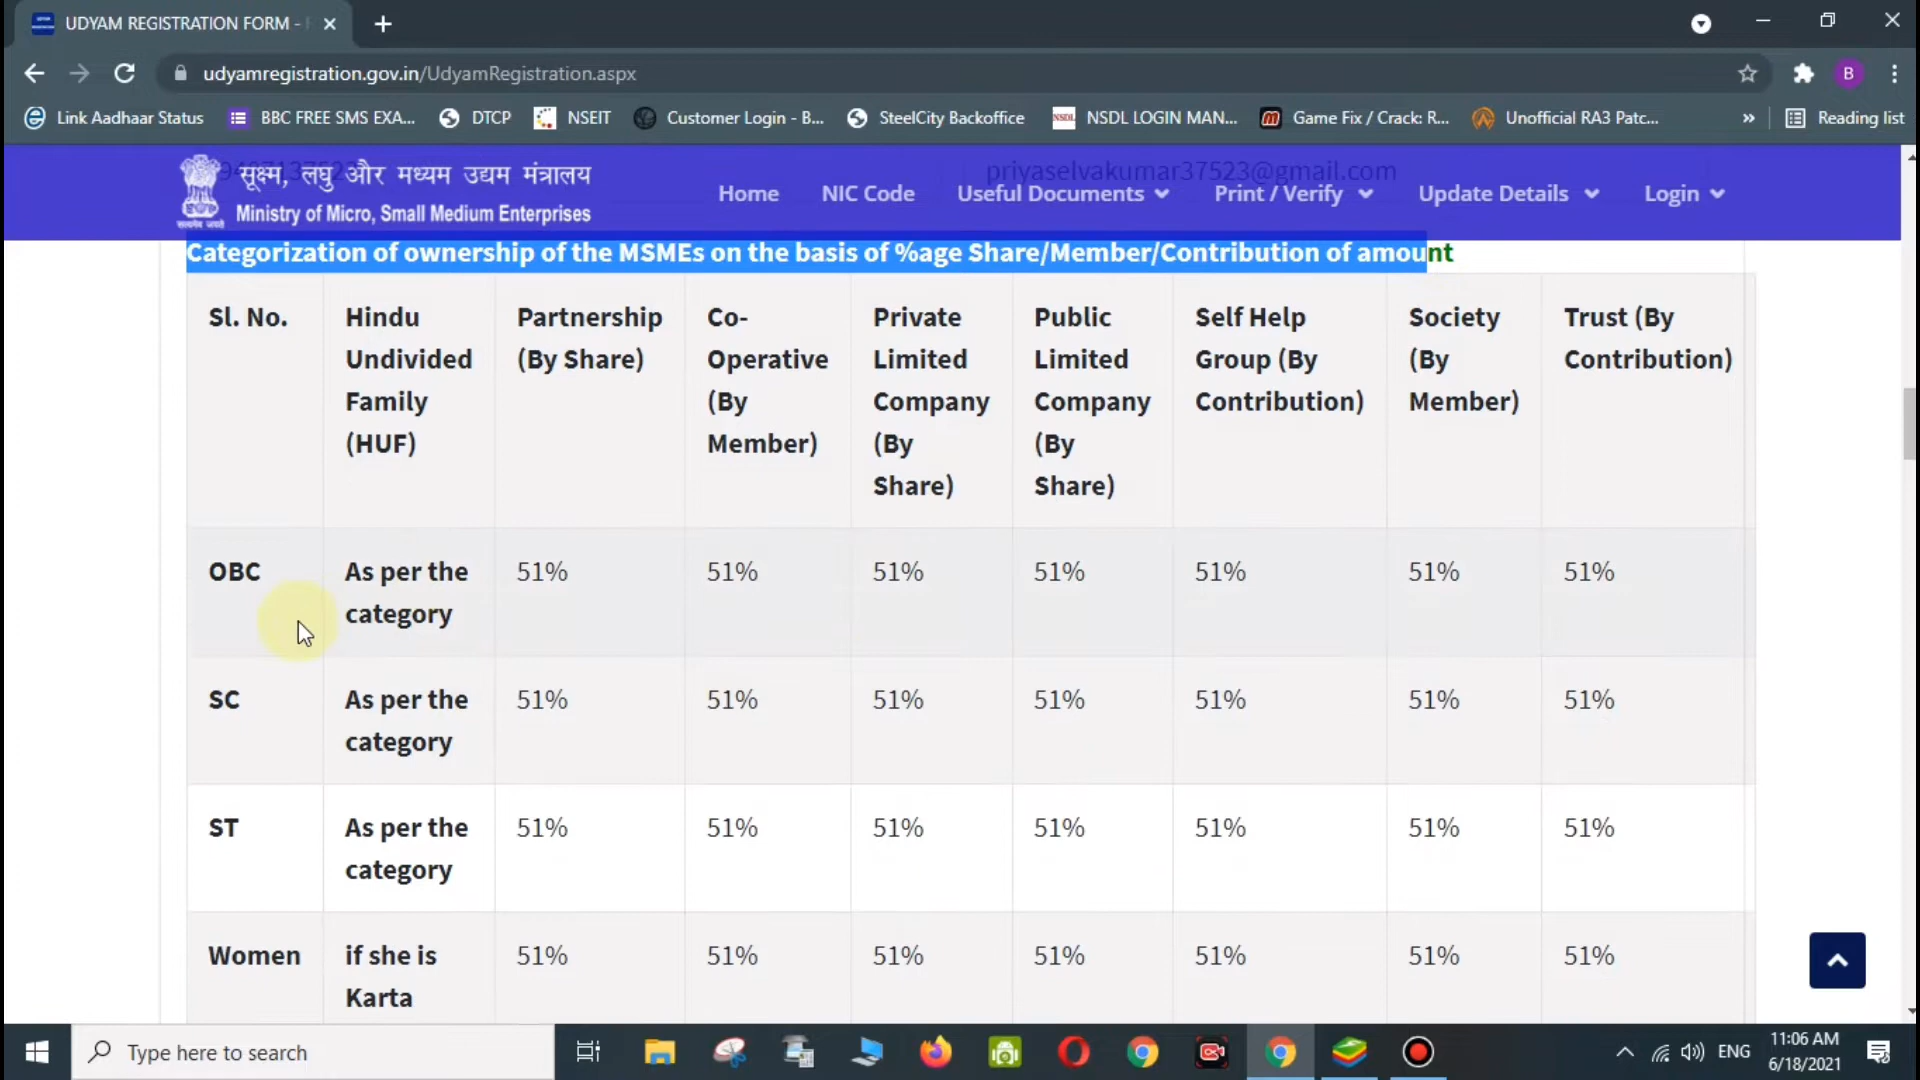 UDYAM REGISTRATION FORM -
udyamregistration.gov.in/UdyamRegistration.aspx
B
Link Aadhaar Status BBC FREE SMS EXA... DTCP NSEIT Customer Login - B... SteelCity Backoffice NSDL LOGIN MAN... Game Fix / Crack: R... Unofficial RA3 Patc... » Reading list
priyaselvakumar37523@gmail.com
सूक्ष्म, लघु और मध्यम उद्यम मंत्रालय
Ministry of Micro, Small Medium Enterprises
Home NIC Code Useful Documents Print / Verify Update Details Login
Categorization of ownership of the MSMEs on the basis of %age Share/Member/Contribution of amount
Sl. No. Hindu Partnership Co- Private Public Self Help Society Trust (By
Undivided (By Share) Operative Limited Limited Group (By (By Contribution)
Family (By Company Company Contribution) Member)
(HUF) Member) (By (By
Share) Share)
OBC As per the 51% 51% 51% 51% 51% 51% 51%
category
SC As per the 51% 51% 51% 51% 51% 51% 51%
category
ST As per the 51% 51% 51% 51% 51% 51% 51%
category
Women if she is 51% 51% 51% 51% 51% 51% 51%
Karta
Type here to search
ENG
11:06 AM
6/18/2021